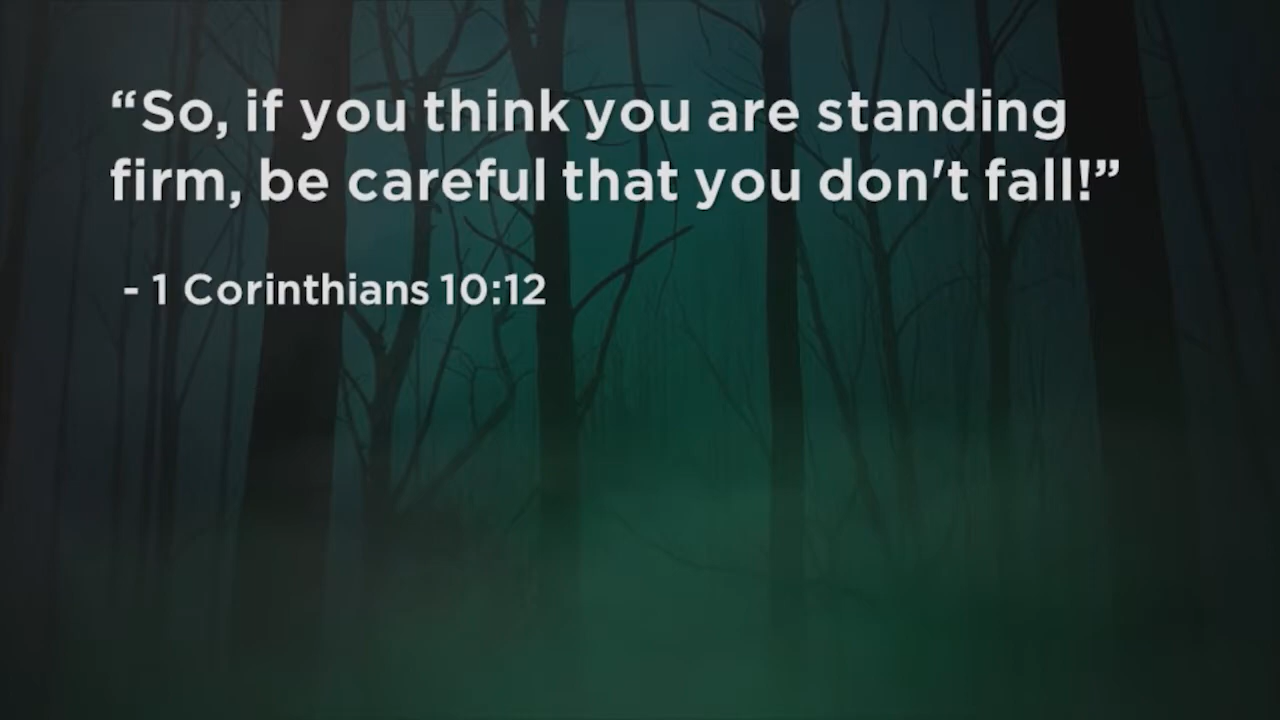 “So, if you think you are standing
firm, be careful that you don't fall!”
- 1 Corinthians 10:12